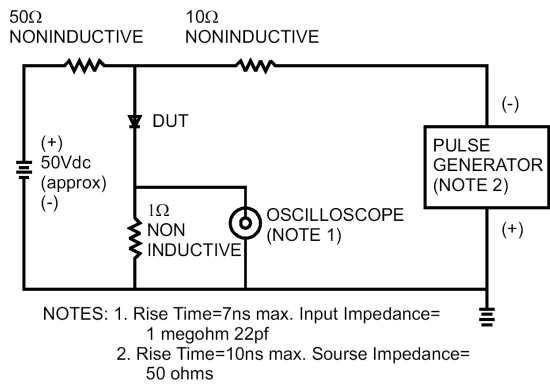 50Ω
NONINDUCTIVE
10Ω
NONINDUCTIVE
DUT
(+)
50Vdc
(approx)
(-)
1Ω
NON
INDUCTIVE
OSCILLOSCOPE
(NOTE 1)
(-)
PULSE
GENERATOR
(NOTE 2)
(+)
NOTES: 1. Rise Time=7ns max. Input Impedance=
1 megohm 22pf
2. Rise Time=10ns max. Sourse Impedance=
50 ohms